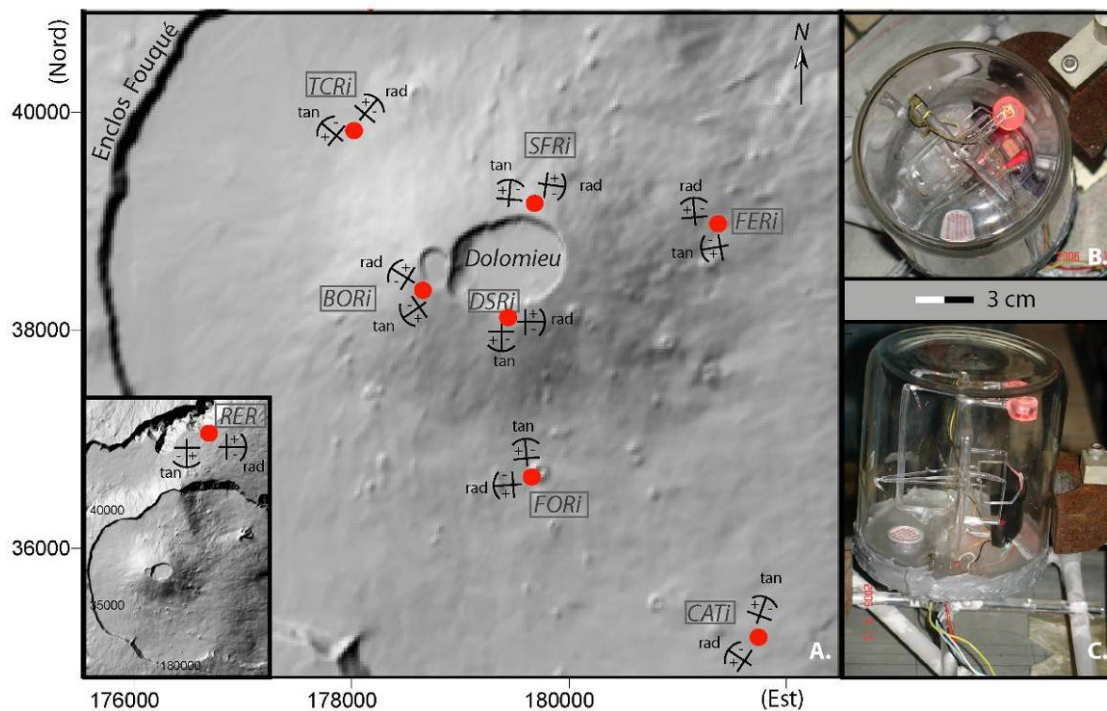 (Nord)
Enclos Fouqué
N
40000
38000
36000
176000
178000
180000
(Est)
TCRi
tan
rad
SFRi
tan
rad
rad
FERi
tan
Dolomieu
rad
BORi
tan
DSRi
rad
tan
tan
rad
FORi
tan
CATi
rad
A.
RER
tan
rad
40000
35000
180000
B.
3 cm
C.